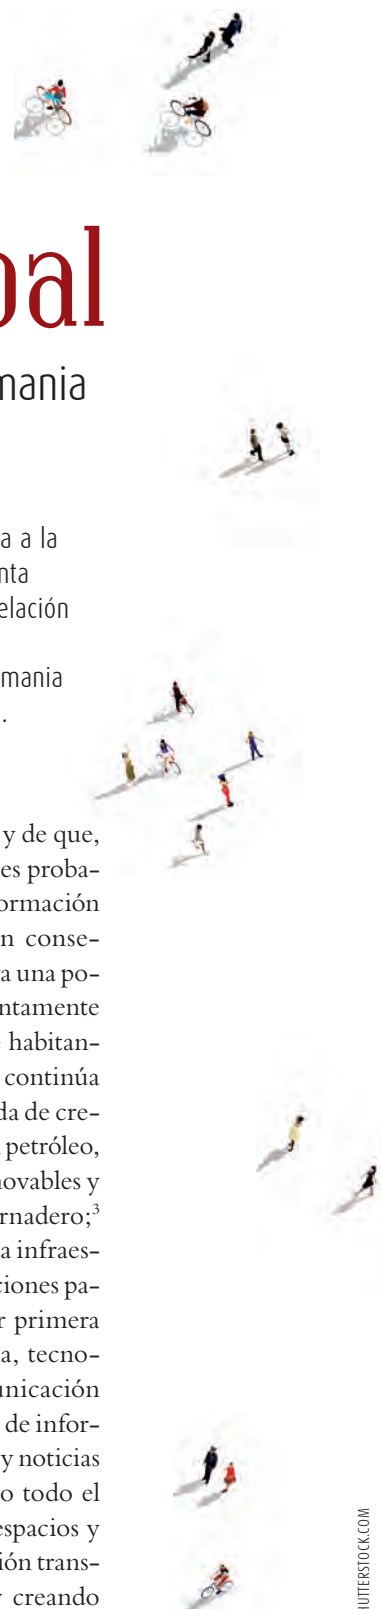 bal
mania
a a la
nta
elación
mania
.
y de que,
es proba-
ormación
n conse-
a una po-
ntamente
habitan-
continúa
da de cre-
petróleo,
novables y
rnadero;³
a infraes-
ciones pa-
r primera
a, tecno-
unicación
de infor-
y noticias
o todo el
espacios y
ión trans-
y creando
HUTTERSTOCK.COM